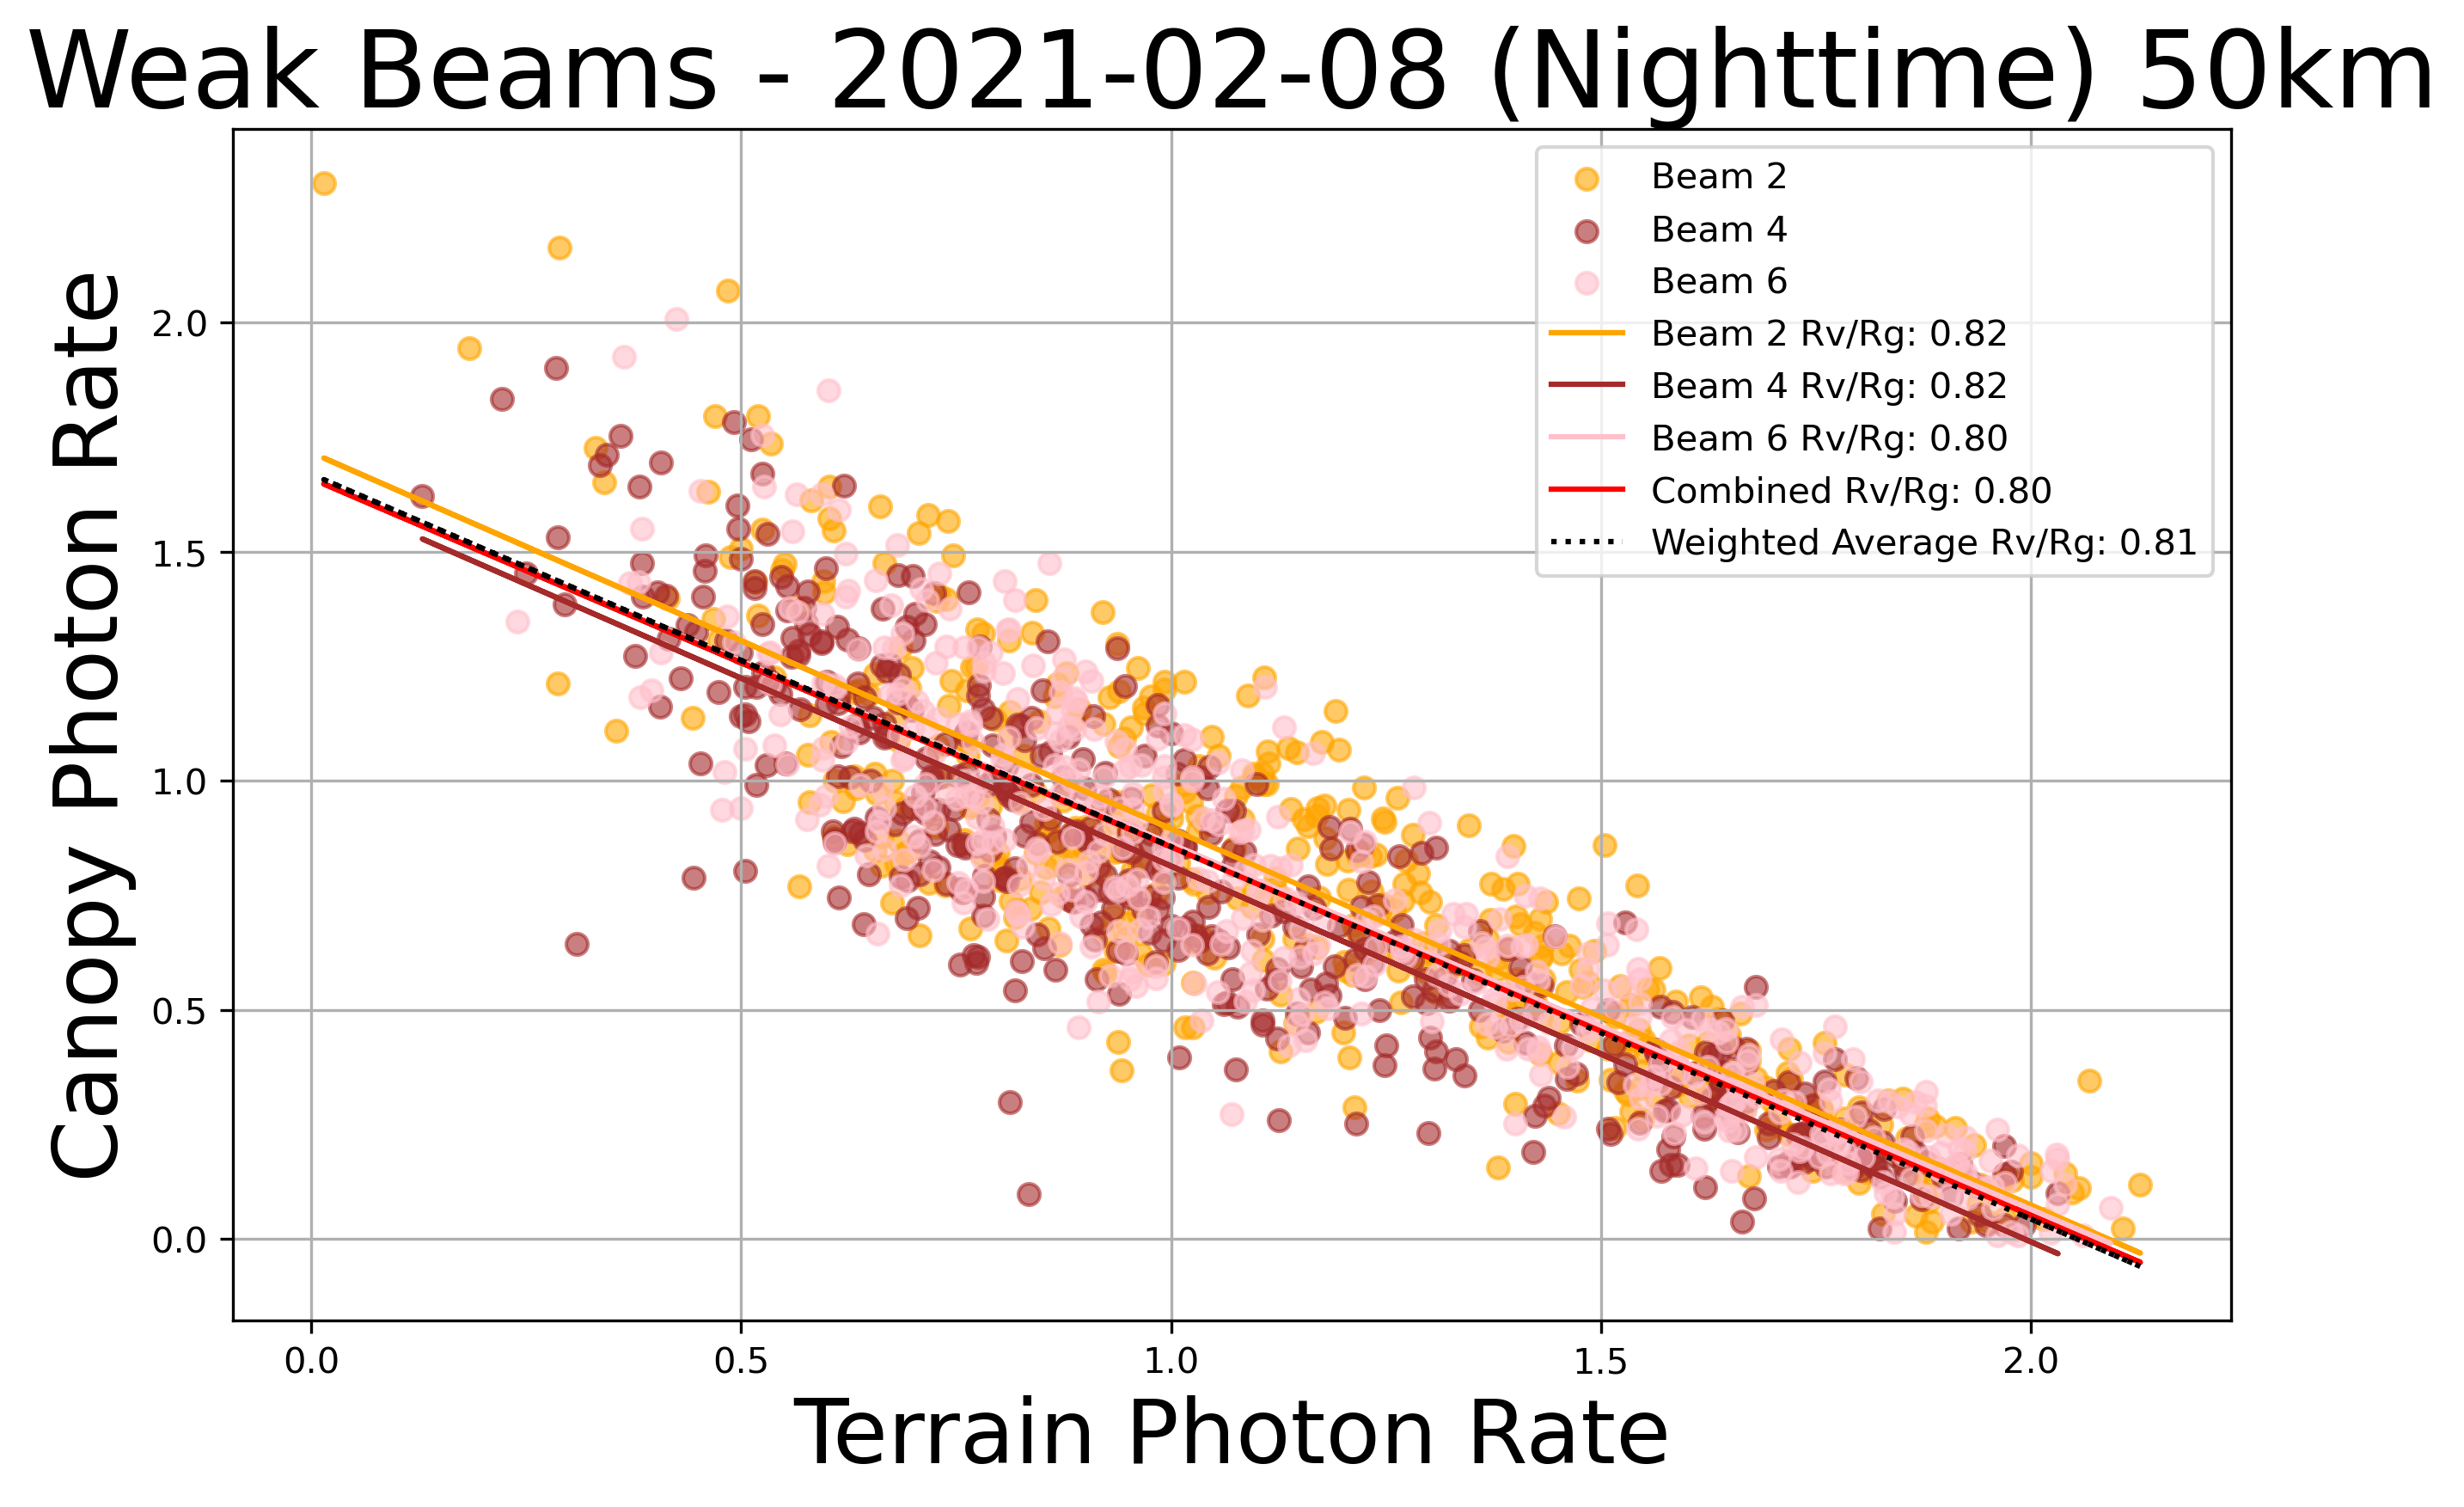 Weak Beams - 2021-02-08 (Nighttime) 50km
Canopy Photon Rate
2.0
1.5
1.0
0.5
0.0
Beam 2
Beam 4
Beam 6
Beam 2 Rv/Rg: 0.82
Beam 4 Rv/Rg: 0.82
Beam 6 Rv/Rg: 0.80
Combined Rv/Rg: 0.80
Weighted Average Rv/Rg: 0.81
0.0 0.5 1.0 1.5 2.0
Terrain Photon Rate